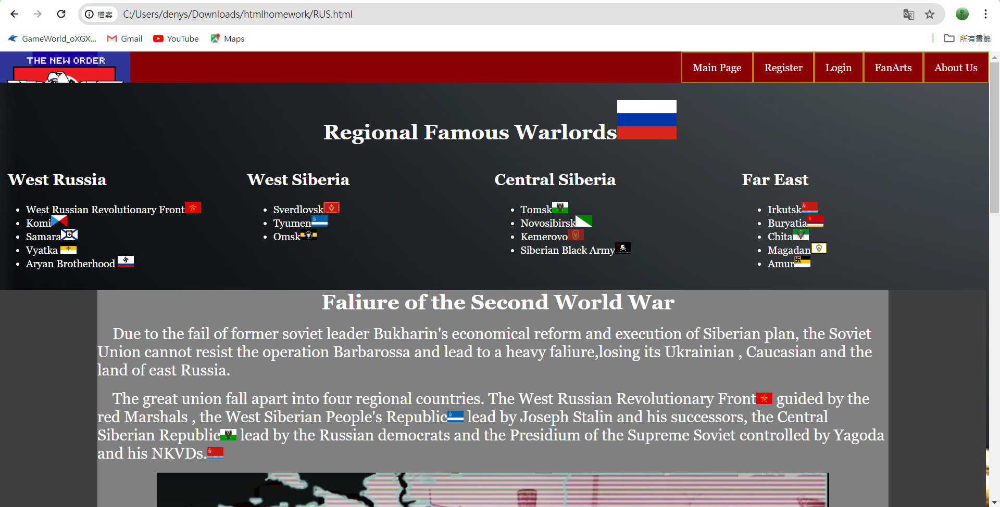 檔案 C:/Users/denys/Downloads/htmlhomework/RUS.html
GameWorld_oXGX... Gmail YouTube Maps 所有書籤
THE NEW ORDER
Main Page Register Login FanArts About Us
Regional Famous Warlords
West Russia
West Russian Revolutionary Front
Komi
Samara
Vyatka
Aryan Brotherhood
West Siberia
Sverdlovsk
Tyumen
Omsk
Central Siberia
Tomsk
Novosibirsk
Kemerovo
Siberian Black Army
Far East
Irkutsk
Buryatia
Chita
Magadan
Amur
Faliure of the Second World War
Due to the fail of former soviet leader Bukharin's economical reform and execution of Siberian plan, the Soviet
Union cannot resist the operation Barbarossa and lead to a heavy faliure,losing its Ukrainian , Caucasian and the
land of east Russia.
The great union fall apart into four regional countries. The West Russian Revolutionary Front guided by the
red Marshals , the West Siberian People's Republic lead by Joseph Stalin and his successors, the Central
Siberian Republic lead by the Russian democrats and the Presidium of the Supreme Soviet controlled by Yagoda
and his NKVDs.